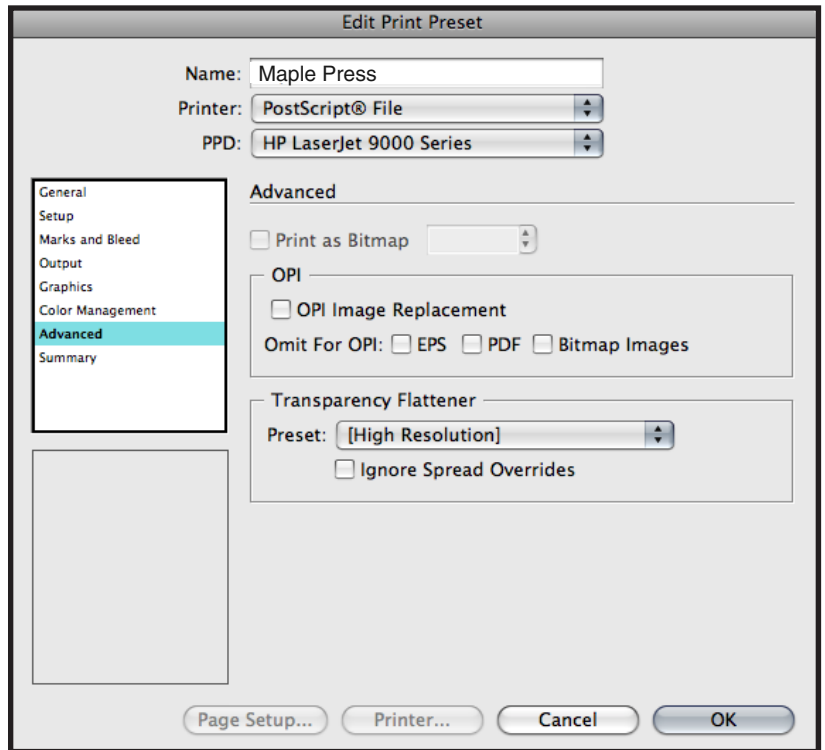 Edit Print Preset
Name: Maple Press
Printer: PostScript® File
PPD: HP LaserJet 9000 Series
General
Setup
Marks and Bleed
Output
Graphics
Color Management
Advanced
Summary
Advanced
Print as Bitmap
OPI
OPI Image Replacement
Omit For OPI: EPS PDF Bitmap Images
Transparency Flattener
Preset: [High Resolution]
Ignore Spread Overrides
Page Setup... Printer... Cancel OK